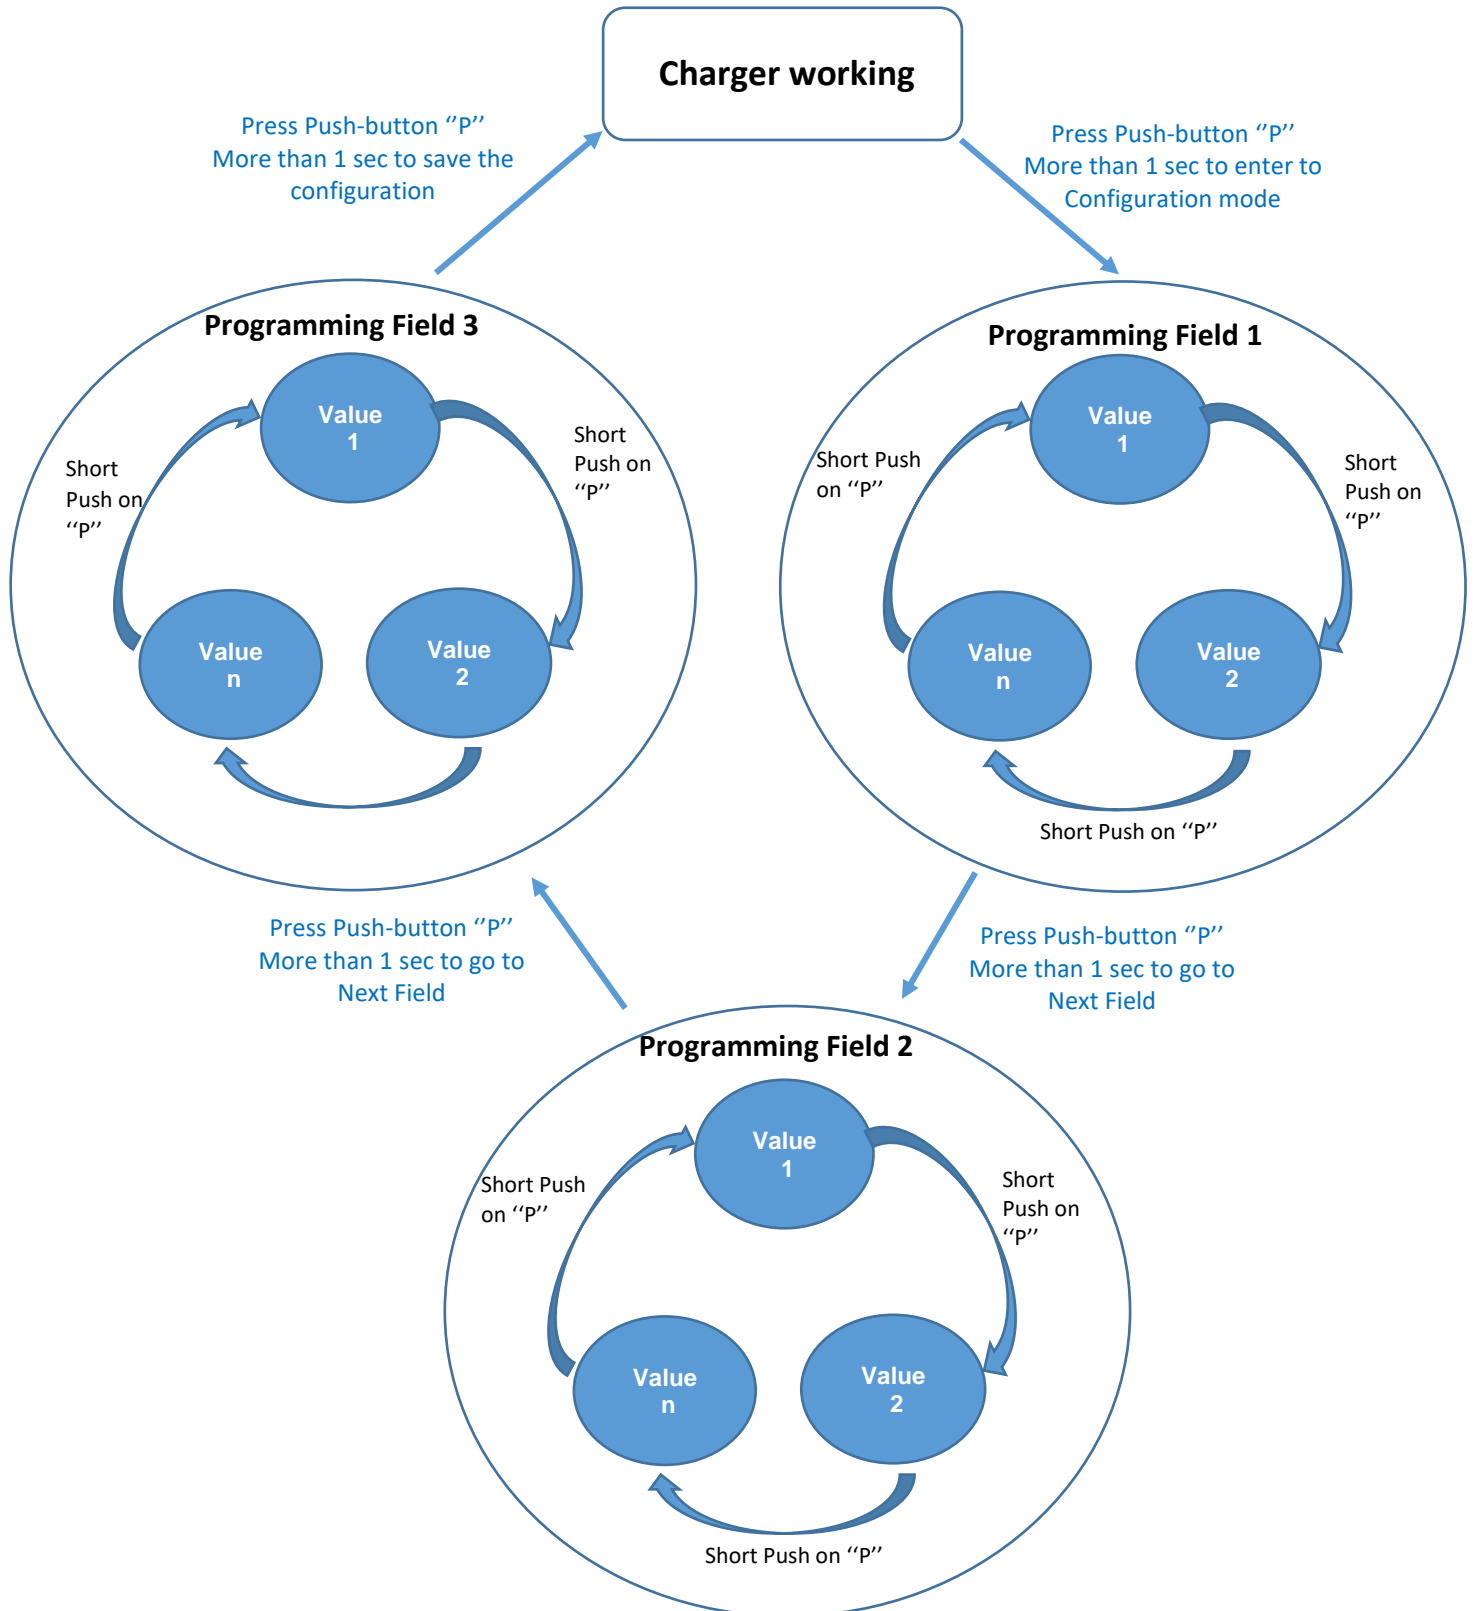 Charger working
Press Push-button ‘’P’’
More than 1 sec to save the
configuration
Press Push-button ‘’P’’
More than 1 sec to enter to
Configuration mode
Programming Field 3
Value
1
Short
Push on
‘’P’’
Short
Push on
‘’P’’
Value
n
Value
2
Programming Field 1
Value
1
Short Push
on ‘’P’’
Short
Push on
‘’P’’
Value
n
Value
2
Short Push on ‘’P’’
Press Push-button ‘’P’’
More than 1 sec to go to
Next Field
Press Push-button ‘’P’’
More than 1 sec to go to
Next Field
Programming Field 2
Value
1
Short Push
on ‘’P’’
Short
Push on
‘’P’’
Value
n
Value
2
Short Push on ‘’P’’